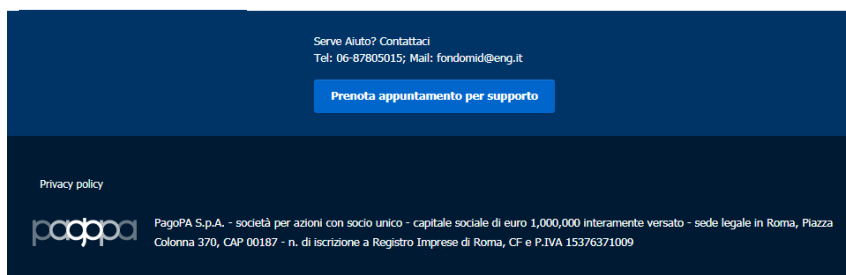 Serve Aiuto? Contattaci
Tel: 06-87805015; Mail: fondomid@eng.it
Prenota appuntamento per supporto
Privacy policy
pagopa
PagoPA S.p.A. - società per azioni con socio unico - capitale sociale di euro 1,000,000 interamente versato - sede legale in Roma, Piazza
Colonna 370, CAP 00187 - n. di iscrizione a Registro Imprese di Roma, CF e P.IVA 15376371009